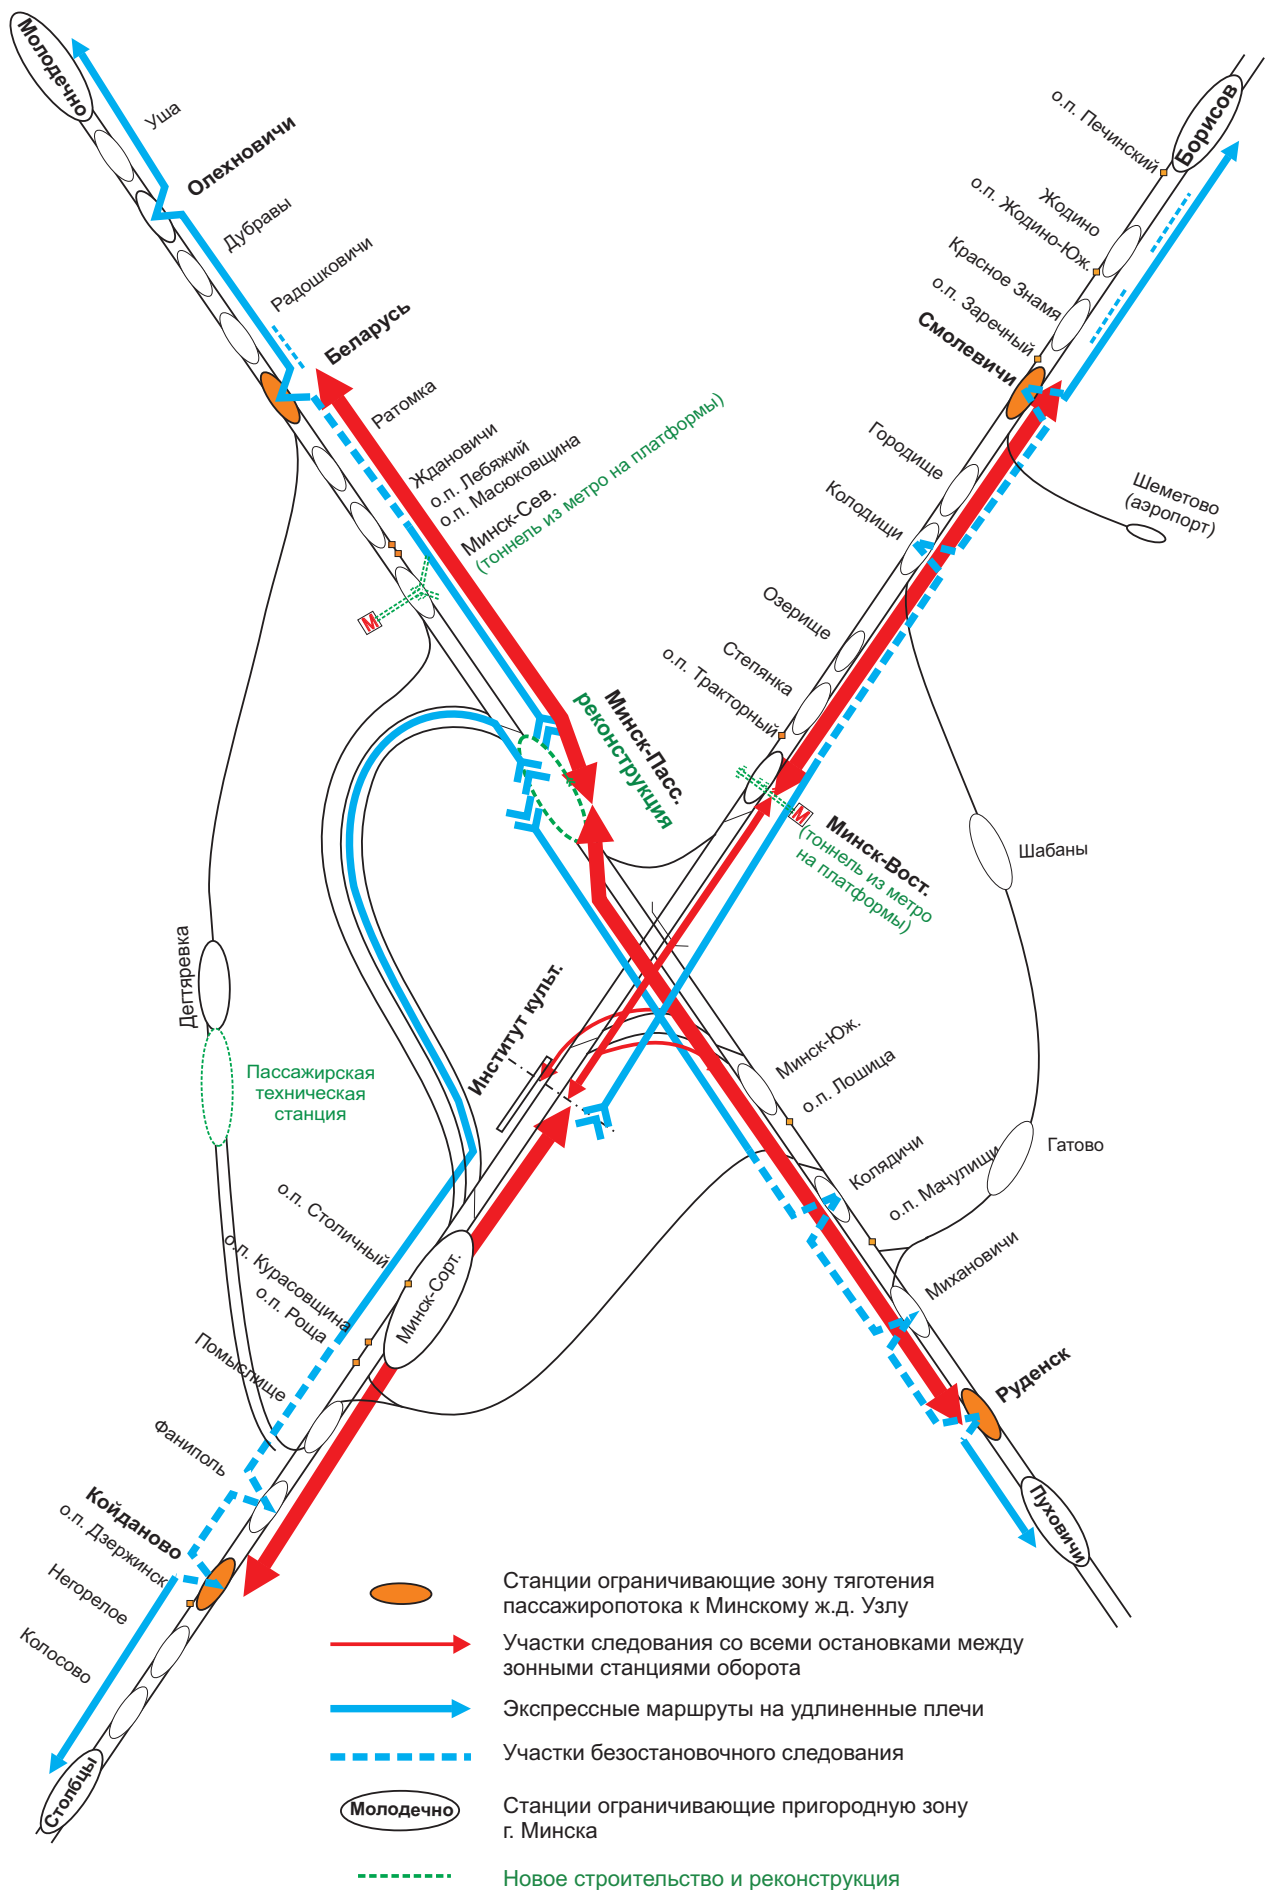 Молодечно
Уша
Олехновичи
Дубравы
Радошковичи
Беларусь
Ратомка
Ждановичи
о.п. Лебяжий
о.п. Масюковщина
Минск-Сев.
(тоннель из метро на платформы)
М
Минск-Пасс.
реконструкция
Борисов
о.п. Печинский
Жодино
о.п. Жодино-Юж.
Красное Знамя
о.п. Заречный
Смолевичи
Городище
Колодищи
Шеметово
(аэропорт)
Озерище
Степянка
о.п. Тракторный
М
Минск-Вост.
(тоннель из метро
на платформы)
Шабаны
Дегтяревка
Пассажирская
техническая
станция
Институт культ.
Минск-Юж.
о.п. Лошица
Колядичи
о.п. Мачулищи
Гатово
Михановичи
Руденск
Пуховичи
о.п. Столичный
Минск-Сорт.
о.п. Курасовщина
о.п. Роща
Помыслище
Фаниполь
Койданово
о.п. Дзержинск
Негорелое
Колосово
Столбцы
Станции ограничивающие зону тяготения
пассажиропотока к Минскому ж.д. Узлу
Участки следования со всеми остановками между
зонными станциями оборота
Экспрессные маршруты на удлиненные плечи
Участки безостановочного следования
Молодечно
Станции ограничивающие пригородную зону
г. Минска
Новое строительство и реконструкция